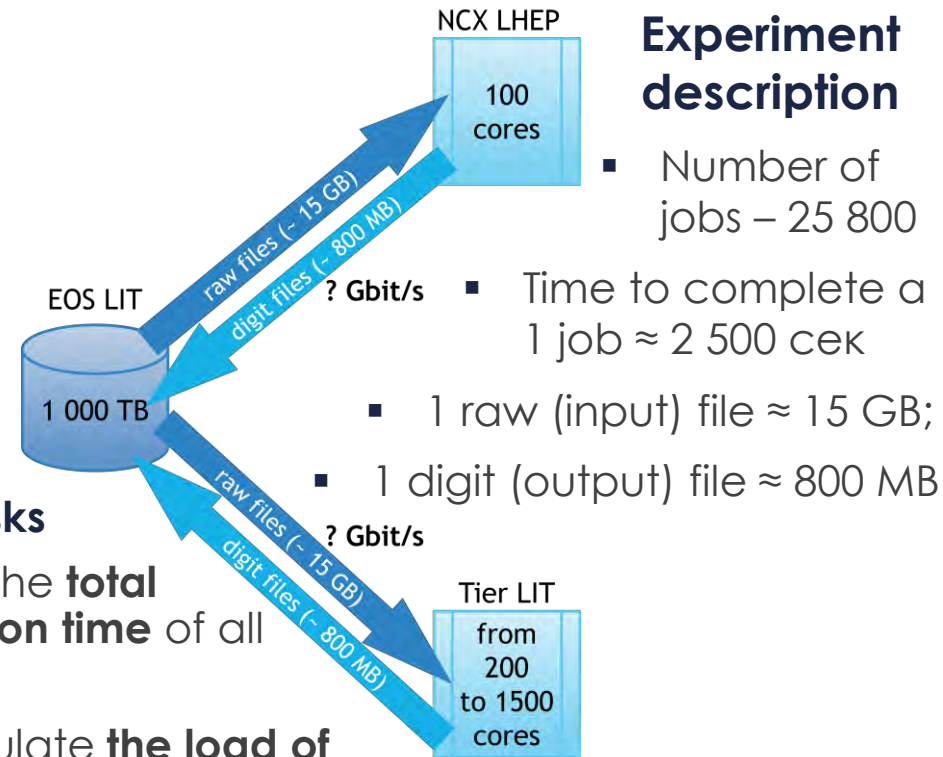 NCX LHEP
100
cores
Experiment
description
▪ Number of
jobs – 25 800
▪ Time to complete a
1 job ≈ 2 500 сек
▪ 1 raw (input) file ≈ 15 GB;
▪ 1 digit (output) file ≈ 800 MB
raw files (~ 15 GB)
digit files (~ 800 MB)
? Gbit/s
EOS LIT
1 000 TB
raw files (~ 15 GB)
digit files (~ 800 MB)
? Gbit/s
Tier LIT
from
200
to 1500
cores
sks
he total
on time of all
ulate the load of